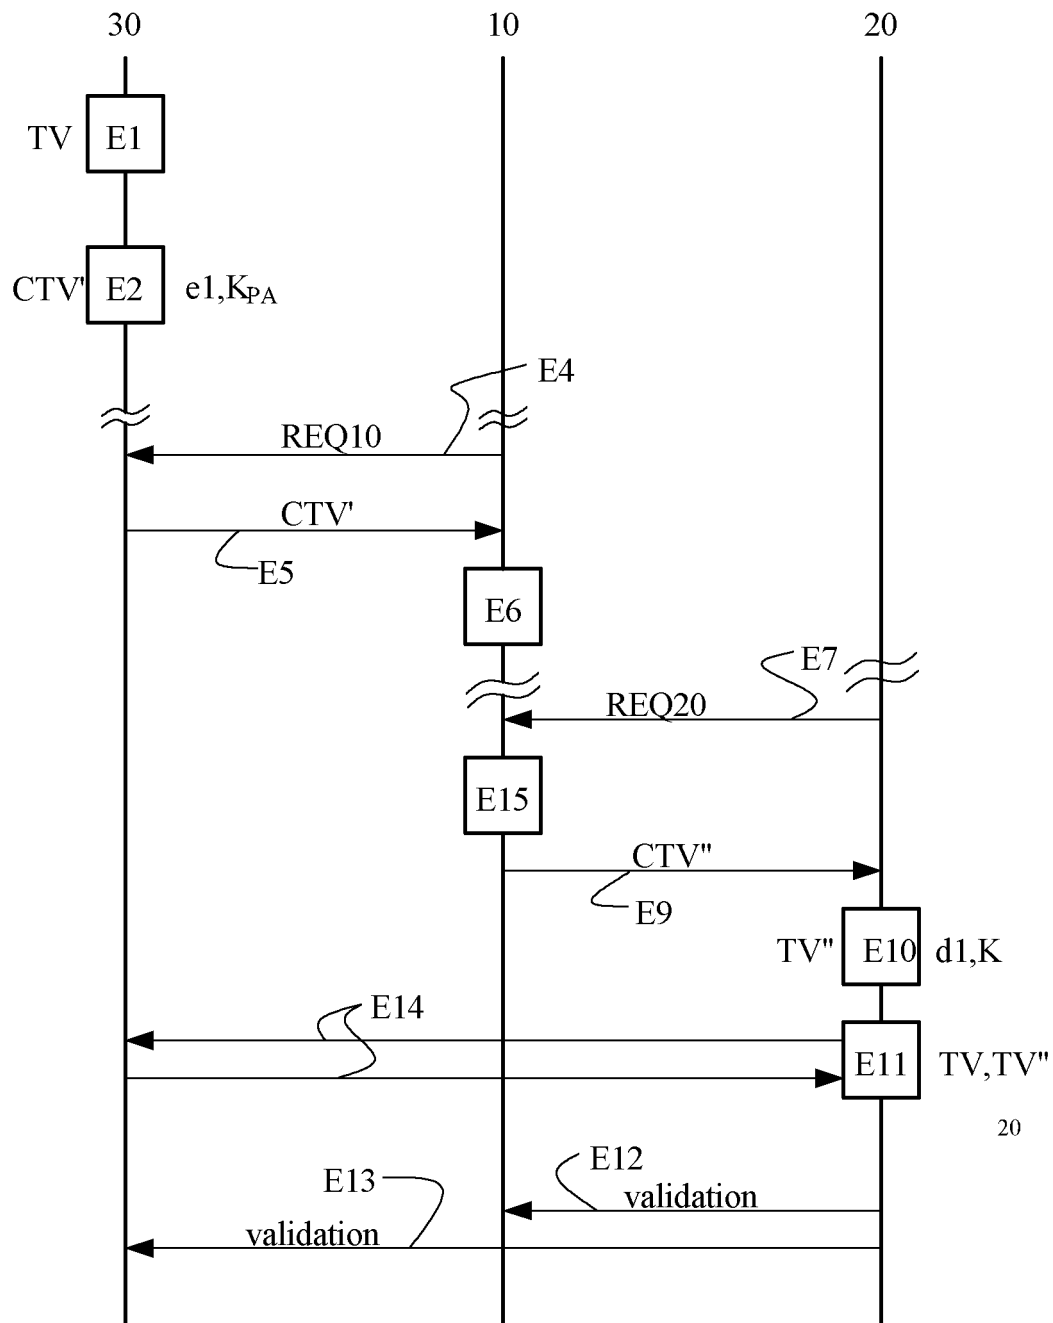 30 10 20
TV E1
CTV' E2 e1,KPA
E4
REQ10
CTV'
E5
E6
E7
REQ20
E15
CTV"
E9
TV" E10 d1,K
E14
E11 TV,TV"
20
E12
E13
validation
validation